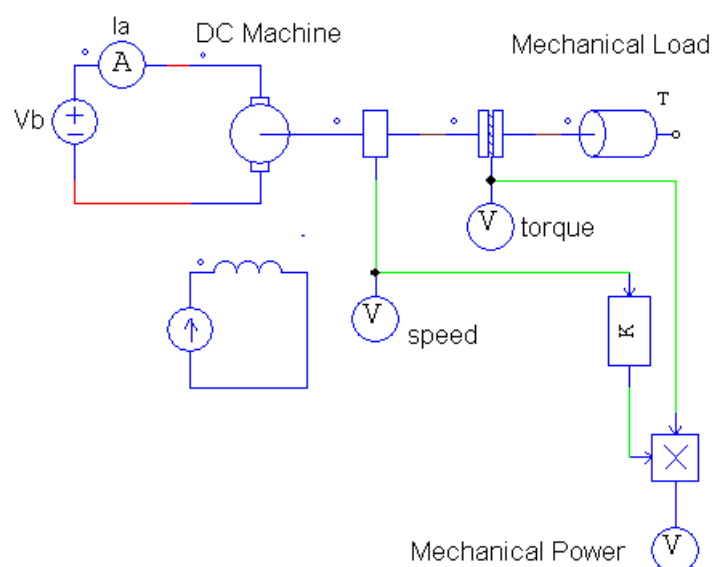 Ia
DC Machine
Mechanical Load
A
T
Vb
V
torque
V
speed
K
Mechanical Power
V